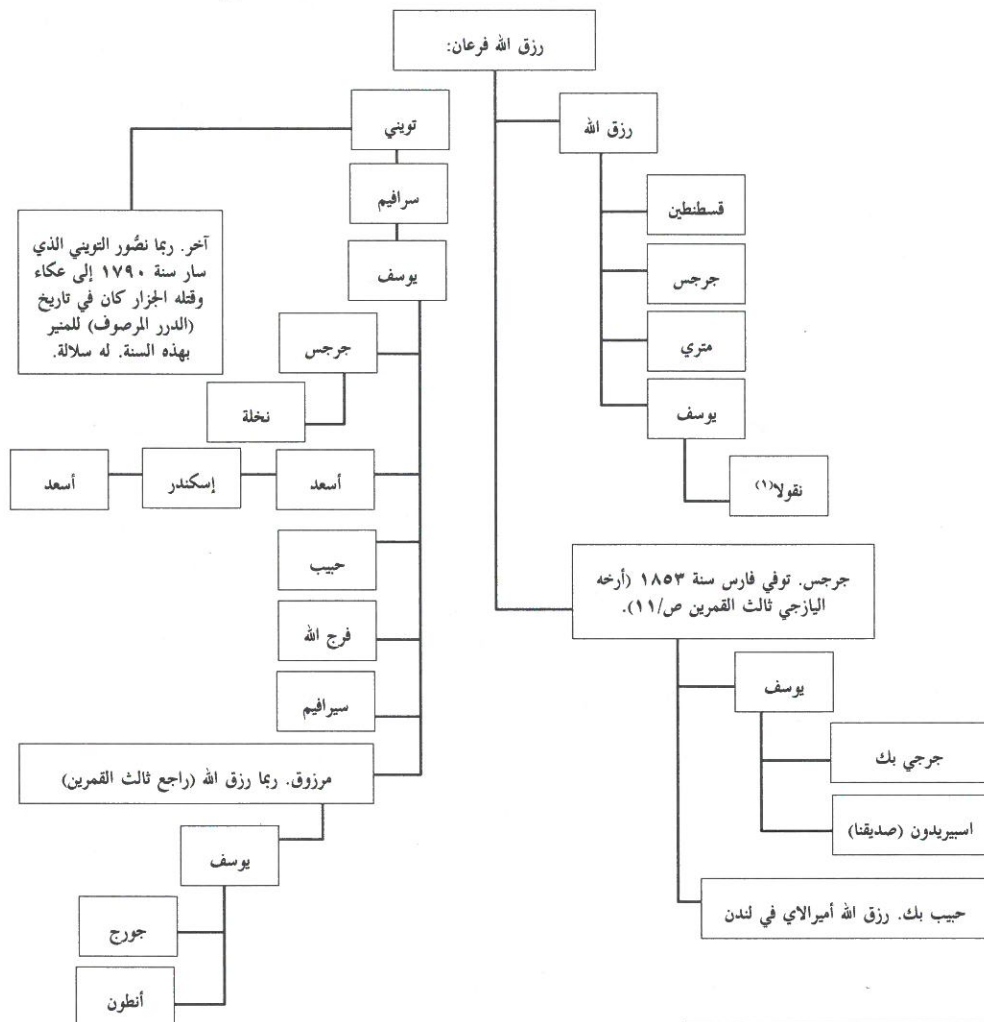 رزق الله فرعان:
رزق الله
قسطنطين
جرجس
متري
يوسف
نقولا(١)
جرجس. توفي فارس سنة ١٨٥٣ (أرخه
اليازجي ثالث القمرين ص/١١).
يوسف
جرجي بك
اسبيريدون (صديقنا)
حبيب بك. رزق الله أميرالاي في لندن
تويني
سرافيم
يوسف
آخر. ربما نصُّور التويني الذي
سار سنة ١٧٩٠ إلى عكاء
وقتله الجزار كان في تاريخ
(الدرر المرصوف) للمنير
بهذه السنة. له سلالة.
جرجس
نخلة
أسعد
إسكندر
أسعد
حبيب
فرج الله
سيرافيم
مرزوق. ربما رزق الله (راجع ثالث القمرين)
يوسف
جورج
أنطون